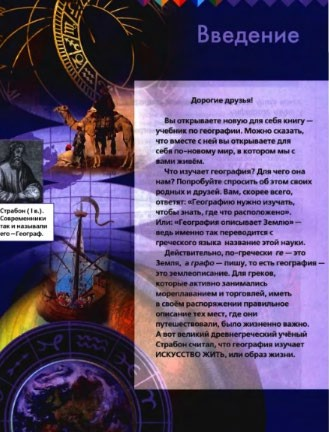 Введение
Дорогие друзья!
Вы открываете новую для себя книгу —
учебник по географии. Можно сказать,
что вместе с ней вы открываете для
себя по-новому мир, в котором мы с
вами живём.
Что изучает география? Для чего она
нам? Попробуйте спросить об этом своих
родных и друзей. Вам, скорее всего,
ответят: «Географию нужно изучать,
чтобы знать, где что расположено».
Или: «География описывает Землю» —
ведь именно так переводится с
греческого языка название этой науки.
Действительно, по-гречески ге — это
Земля, а графо — пишу, то есть география —
это землеописание. Для греков,
которые активно занимались
мореплаванием и торговлей, иметь
в своём распоряжении правильное
описание тех мест, где они
путешествовали, было жизненно важно.
А вот великий древнегреческий учёный
Страбон считал, что география изучает
ИСКУССТВО ЖИТЬ, или образ жизни.
Страбон (I в.).
Современники
так и называли
его – Географ.